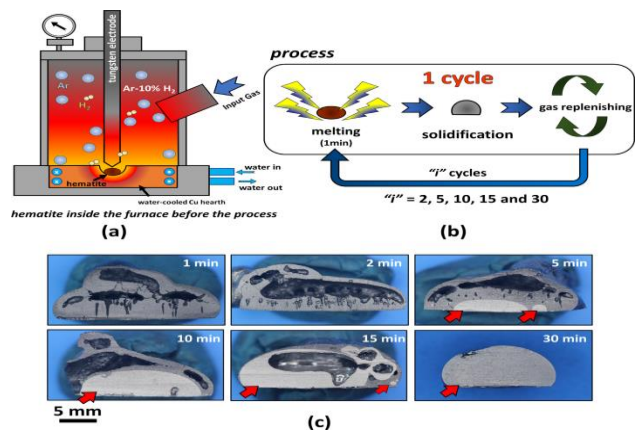 (a)
tungsten electrode
Ar
Ar-10% H₂
H₂
Input Gas
hematite
water in
water out
water-cooled Cu hearth
hematite inside the furnace before the process
(a)
(b)
process
1 cycle
melting
(1min)
solidification
gas replenishing
“i” cycles
“i” = 2, 5, 10, 15 and 30
(b)
1 min
2 min
5 min
10 min
15 min
30 min
5 mm
(c)